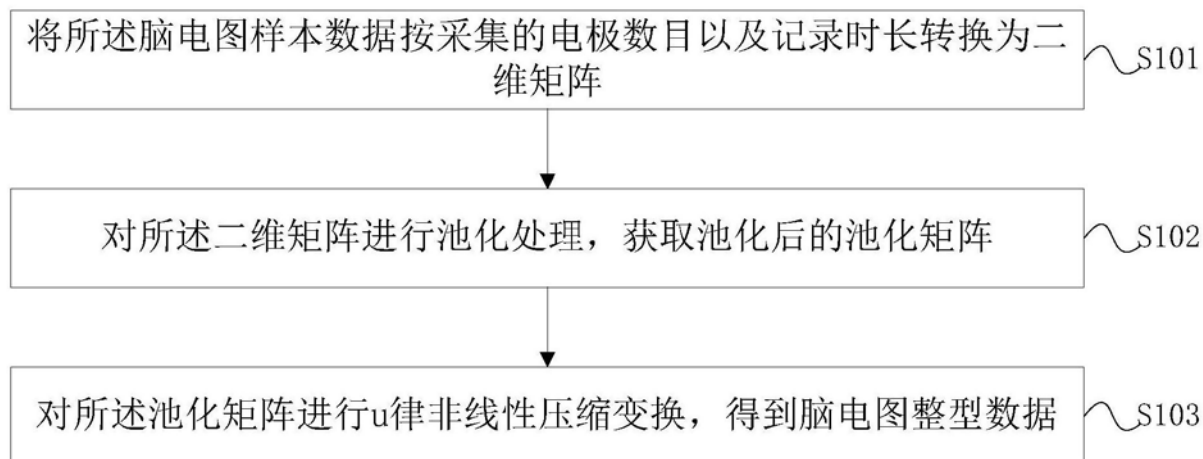 将所述脑电图样本数据按采集的电极数目以及记录时长转换为二
维矩阵
S101
对所述二维矩阵进行池化处理，获取池化后的池化矩阵
S102
对所述池化矩阵进行u律非线性压缩变换，得到脑电图整型数据
S103